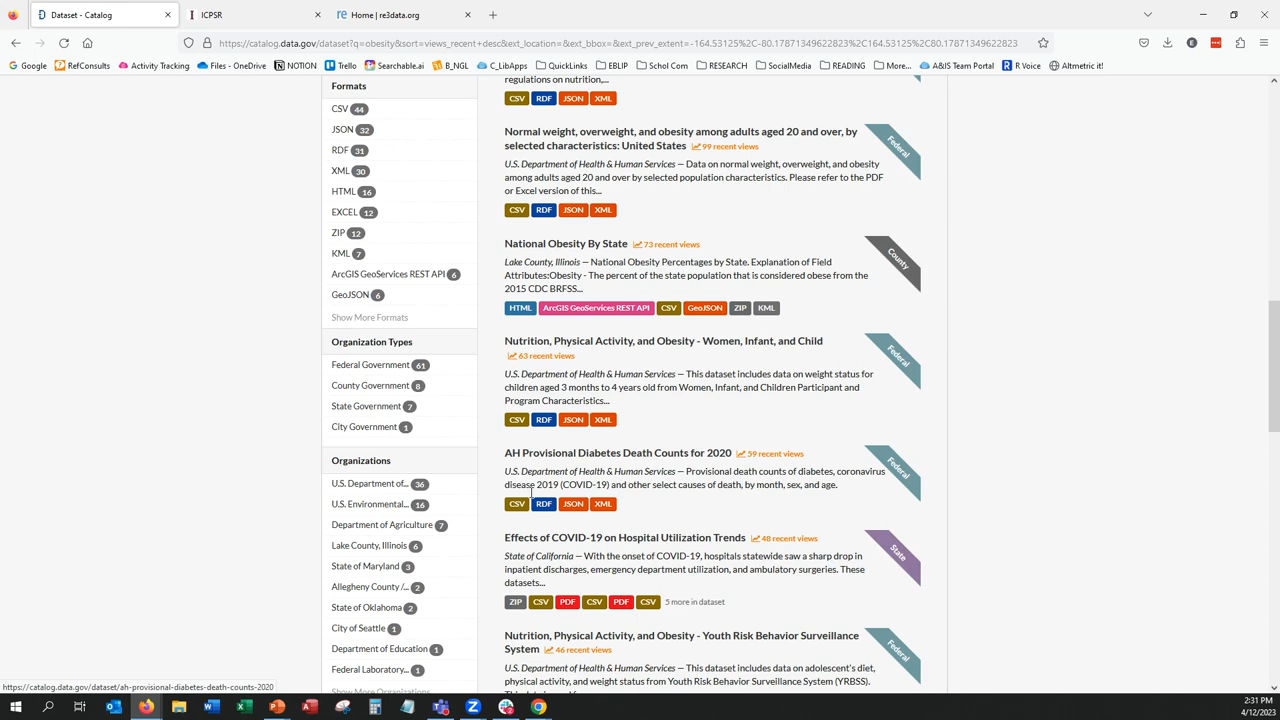 Dataset - Catalog
ICPSR
Home | re3data.org
https://catalog.data.gov/dataset?q=obesity&sort=views_recent+desc&ext_location=&ext_bbox=&ext_prev_extent=-164.53125%2C-80.17871349622823%2C164.53125%2C80.17871349622823
Google RefConsults Activity Tracking Files - OneDrive NOTION Trello Searchable.ai B_NGL C_LibApps QuickLinks EBLIP Schol Com RESEARCH SocialMedia READING More... A&IS Team Portal R Voice Altmetric it!
Formats
CSV 44
JSON 32
RDF 31
XML 30
HTML 16
EXCEL 12
ZIP 12
KML 7
ArcGIS GeoServices REST API 6
GeoJSON 6
Show More Formats
Organization Types
Federal Government 61
County Government 8
State Government 7
City Government 1
Organizations
U.S. Department of... 36
U.S. Environmental... 16
Department of Agriculture 7
Lake County, Illinois 6
State of Maryland 3
Allegheny County /... 2
State of Oklahoma 2
City of Seattle 1
Department of Education 1
Federal Laboratory... 1
Show More Organizations
regulations on nutrition,...
CSV RDF JSON XML
Normal weight, overweight, and obesity among adults aged 20 and over, by
selected characteristics: United States 99 recent views
Federal
U.S. Department of Health & Human Services — Data on normal weight, overweight, and obesity
among adults aged 20 and over by selected population characteristics. Please refer to the PDF
or Excel version of this...
CSV RDF JSON XML
National Obesity By State 73 recent views
County
Lake County, Illinois — National Obesity Percentages by State. Explanation of Field
Attributes:Obesity - The percent of the state population that is considered obese from the
2015 CDC BRFSS...
HTML ArcGIS GeoServices REST API CSV GeoJSON ZIP KML
Nutrition, Physical Activity, and Obesity - Women, Infant, and Child
63 recent views
Federal
U.S. Department of Health & Human Services — This dataset includes data on weight status for
children aged 3 months to 4 years old from Women, Infant, and Children Participant and
Program Characteristics...
CSV RDF JSON XML
AH Provisional Diabetes Death Counts for 2020 59 recent views
Federal
U.S. Department of Health & Human Services — Provisional death counts of diabetes, coronavirus
disease 2019 (COVID-19) and other select causes of death, by month, sex, and age.
CSV RDF JSON XML
Effects of COVID-19 on Hospital Utilization Trends 48 recent views
State
State of California — With the onset of COVID-19, hospitals statewide saw a sharp drop in
inpatient discharges, emergency department utilization, and ambulatory surgeries. These
datasets...
ZIP CSV PDF CSV PDF CSV 5 more in dataset
Nutrition, Physical Activity, and Obesity - Youth Risk Behavior Surveillance
System 46 recent views
Federal
U.S. Department of Health & Human Services — This dataset includes data on adolescent's diet,
physical activity, and weight status from Youth Risk Behavior Surveillance System (YRBSS).
https://catalog.data.gov/dataset/ah-provisional-diabetes-death-counts-2020
2:31 PM
4/12/2023